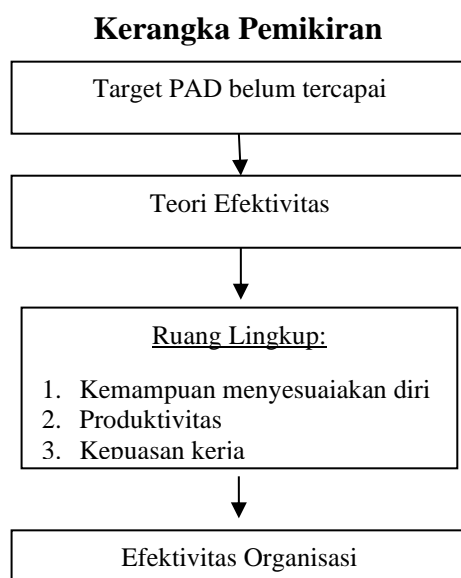 Kerangka Pemikiran
Target PAD belum tercapai
Teori Efektivitas
Ruang Lingkup:
1. Kemampuan menyesuaiakan diri
2. Produktivitas
3. Kepuasan kerja
Efektivitas Organisasi